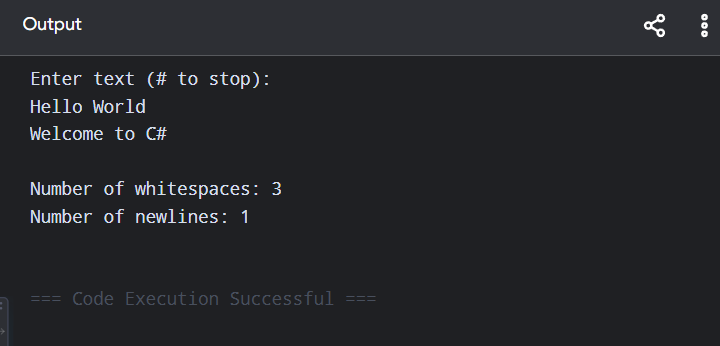 Output
Enter text (# to stop):
Hello World
Welcome to C#
Number of whitespaces: 3
Number of newlines: 1
=== Code Execution Successful ===